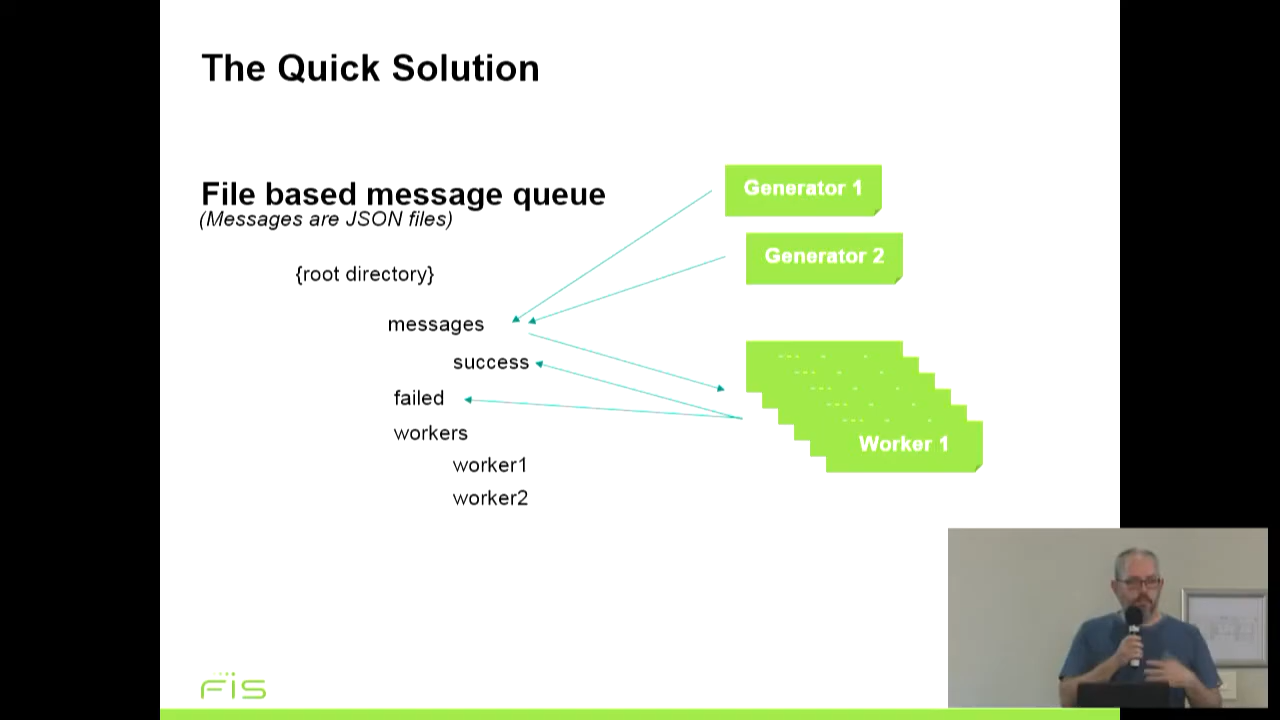 The Quick Solution
File based message queue
(Messages are JSON files)
{root directory}
messages
success
failed
workers
worker1
worker2
Generator 1
Generator 2
Worker 1
FIS